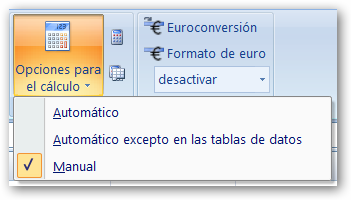 Opciones para
el cálculo
Euroconversión
Formato de euro
desactivar
Automático
Automático excepto en las tablas de datos
Manual